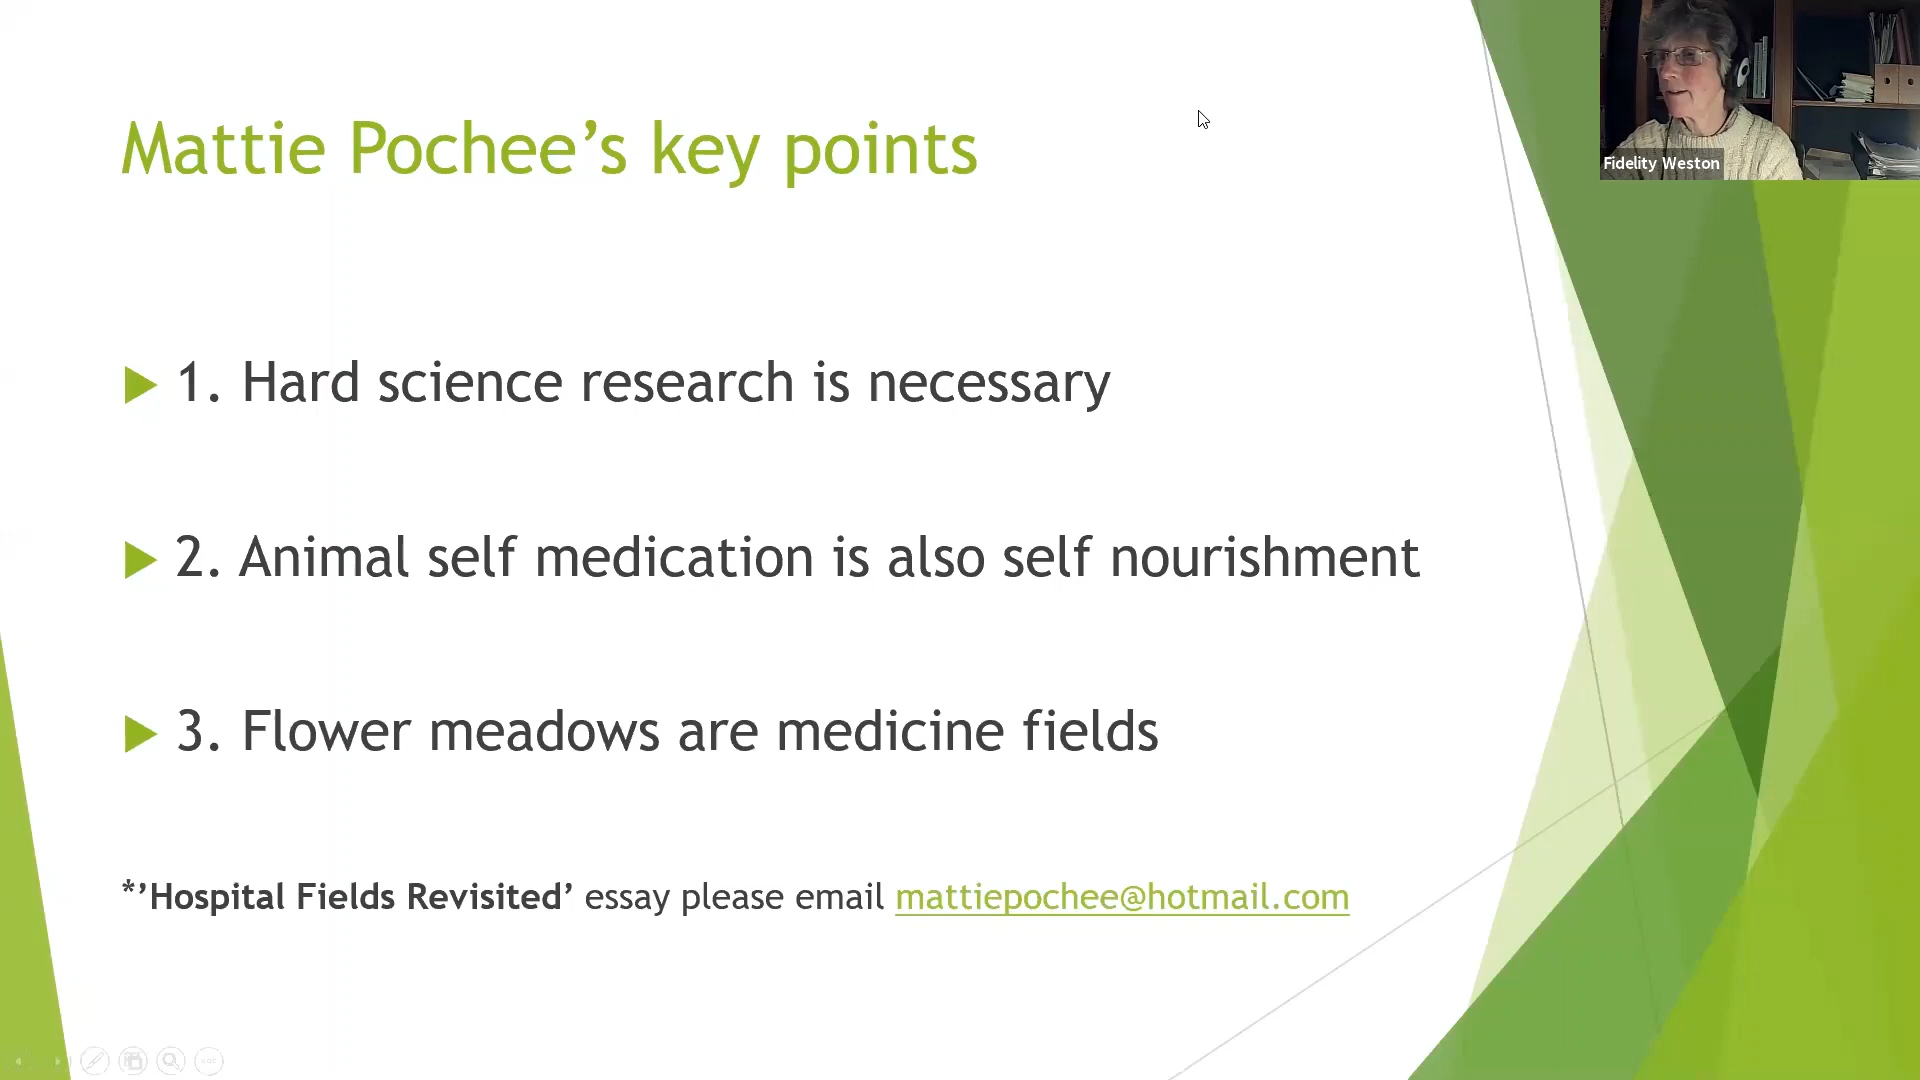 Fidelity Weston
Mattie Pochee’s key points
1. Hard science research is necessary
2. Animal self medication is also self nourishment
3. Flower meadows are medicine fields
*’Hospital Fields Revisited’ essay please email mattiepochee@hotmail.com